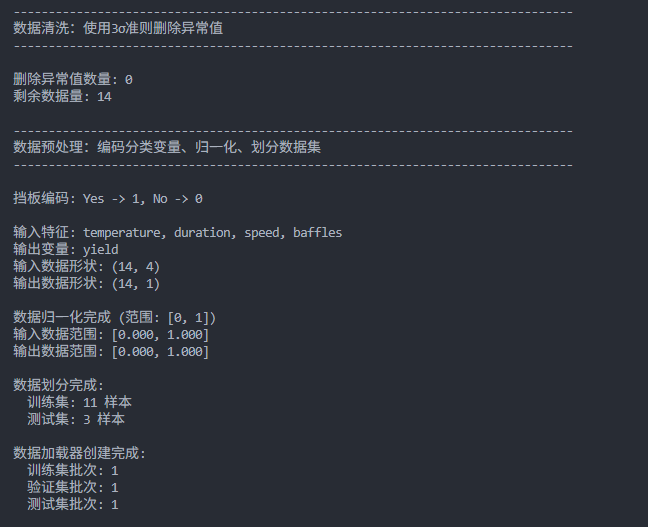 --------------------------------------------------------------------------------
数据清洗: 使用3σ准则删除异常值
--------------------------------------------------------------------------------
删除异常值数量: 0
剩余数据量: 14
--------------------------------------------------------------------------------
数据预处理: 编码分类变量、归一化、划分数据集
--------------------------------------------------------------------------------
挡板编码: Yes -> 1, No -> 0
输入特征: temperature, duration, speed, baffles
输出变量: yield
输入数据形状: (14, 4)
输出数据形状: (14, 1)
数据归一化完成 (范围: [0, 1])
输入数据范围: [0.000, 1.000]
输出数据范围: [0.000, 1.000]
数据划分完成:
训练集: 11 样本
测试集: 3 样本
数据加载器创建完成:
训练集批次: 1
验证集批次: 1
测试集批次: 1